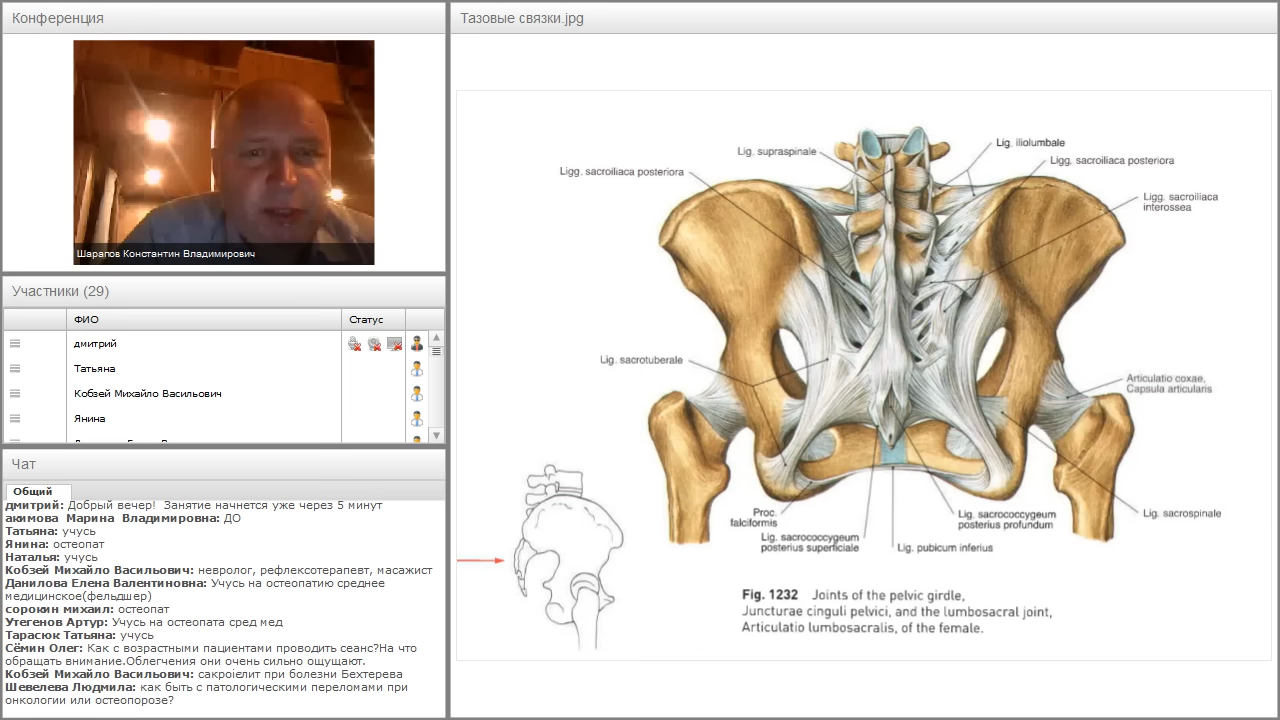 Конференция
Шарапов Константин Владимирович
Участники (29)
ФИО
Статус
дмитрий
Татьяна
Кобзей Михайло Васильович
Янина
Чат
Общий
дмитрий: Добрый вечер! Занятие начнется уже через 5 минут
акимова Марина Владимировна: ДО
Татьяна: учусь
Янина: остеопат
Наталья: учусь
Кобзей Михайло Васильович: невролог, рефлексотерапевт, масажист
Данилова Елена Валентиновна: Учусь на остеопатию среднее
медицинское(фельдшер)
сорокин михаил: остеопат
Утегенов Артур: Учусь на остеопата сред мед
Тарасюк Татьяна: учусь
Сёмин Олег: Как с возрастными пациентами проводить сеанс?На что
обращать внимание.Облегчения они очень сильно ощущают.
Кобзей Михайло Васильович: сакроіеліт при болезни Бехтерева
Шевелева Людмила: как быть с патологическими переломами при
онкологии или остеопорозе?
Тазовые связки.jpg
Lig. supraspinale
Lig. iliolumbale
Ligg. sacroiliaca posteriora
Ligg. sacroiliaca posteriora
Ligg. sacroiliaca
interossea
Lig. sacrotuberale
Articulatio coxae,
Capsula articularis
Proc.
falciformis
Lig. sacrococcygeum
posterius superficiale
Lig. pubicum inferius
Lig. sacrococcygeum
posterius profundum
Lig. sacrospinale
Fig. 1232 Joints of the pelvic girdle,
Juncturae cinguli pelvici, and the lumbosacral joint,
Articulatio lumbosacralis, of the female.